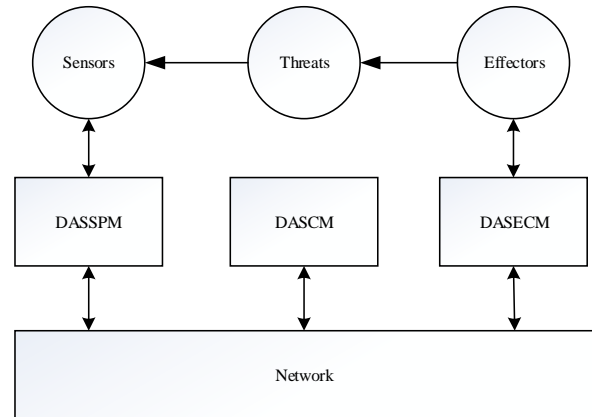 Sensors
Threats
Effectors
DASSPM
DASCM
DASECM
Network